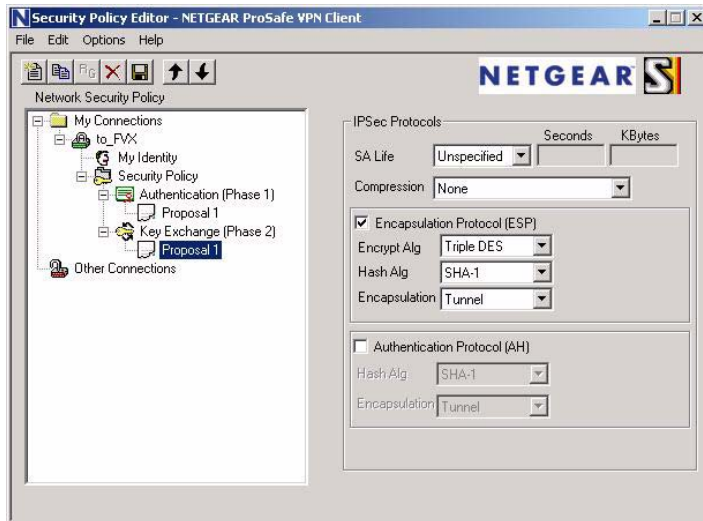 Security Policy Editor - NETGEAR ProSafe VPN Client
File Edit Options Help
NETGEAR
Network Security Policy
My Connections
to_FVX
My Identity
Security Policy
Authentication (Phase 1)
Proposal 1
Key Exchange (Phase 2)
Proposal 1
Other Connections
IPSec Protocols
Seconds KBytes
SA Life Unspecified
Compression None
Encapsulation Protocol (ESP)
Encrypt Alg Triple DES
Hash Alg SHA-1
Encapsulation Tunnel
Authentication Protocol (AH)
Hash Alg SHA-1
Encapsulation Tunnel